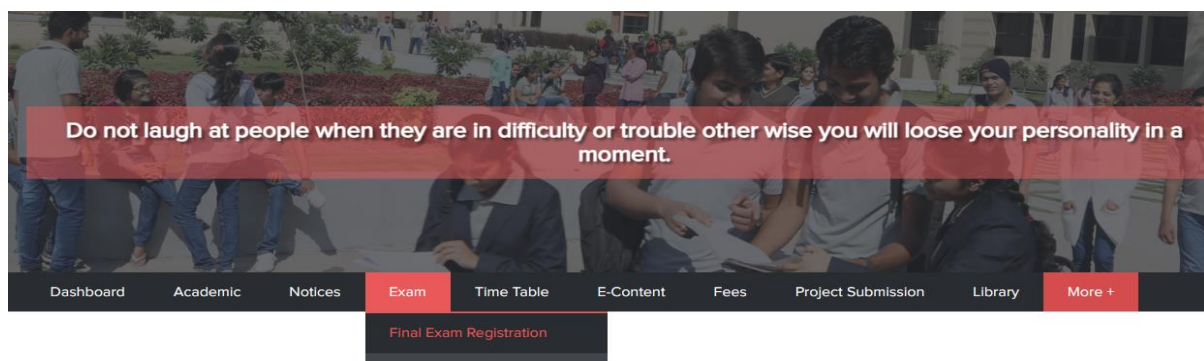 Do not laugh at people when they are in difficulty or trouble other wise you will loose your personality in a
moment.
Dashboard Academic Notices Exam Time Table E-Content Fees Project Submission Library More +
Final Exam Registration